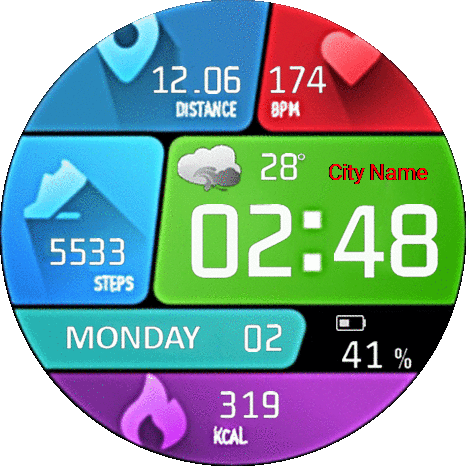 12.06 174
DISTANCE BPM
28° City Name
02:48
5533
STEPS
MONDAY 02
41 %
319
KCAL